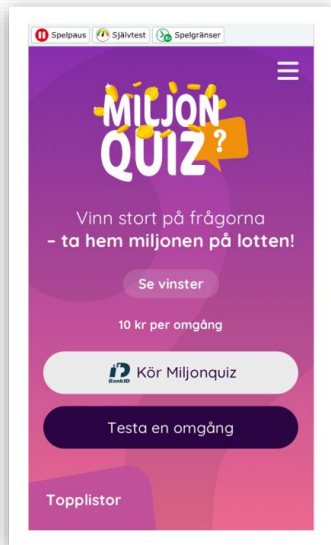 Spelpaus Självtest Spelgränser
MILJON
QUIZ ?
Vinn stort på frågorna
– ta hem miljonen på lotten!
Se vinster
10 kr per omgång
BankID Kör Miljonquiz
Testa en omgång
Topplistor